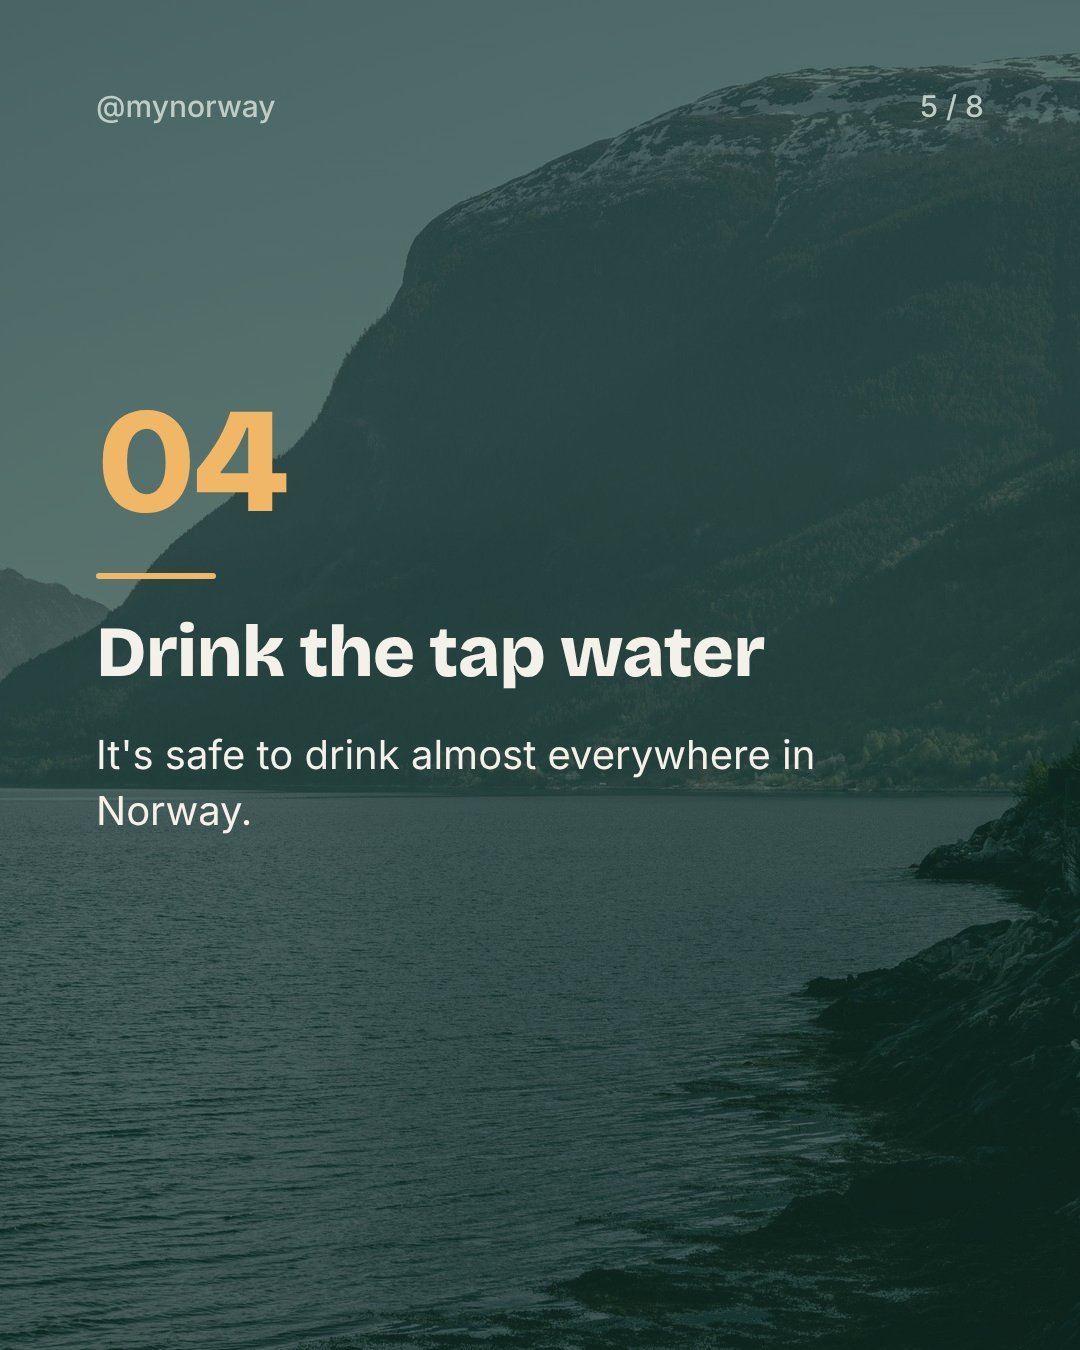 @mynorway
5 / 8
04
Drink the tap water
It's safe to drink almost everywhere in
Norway.